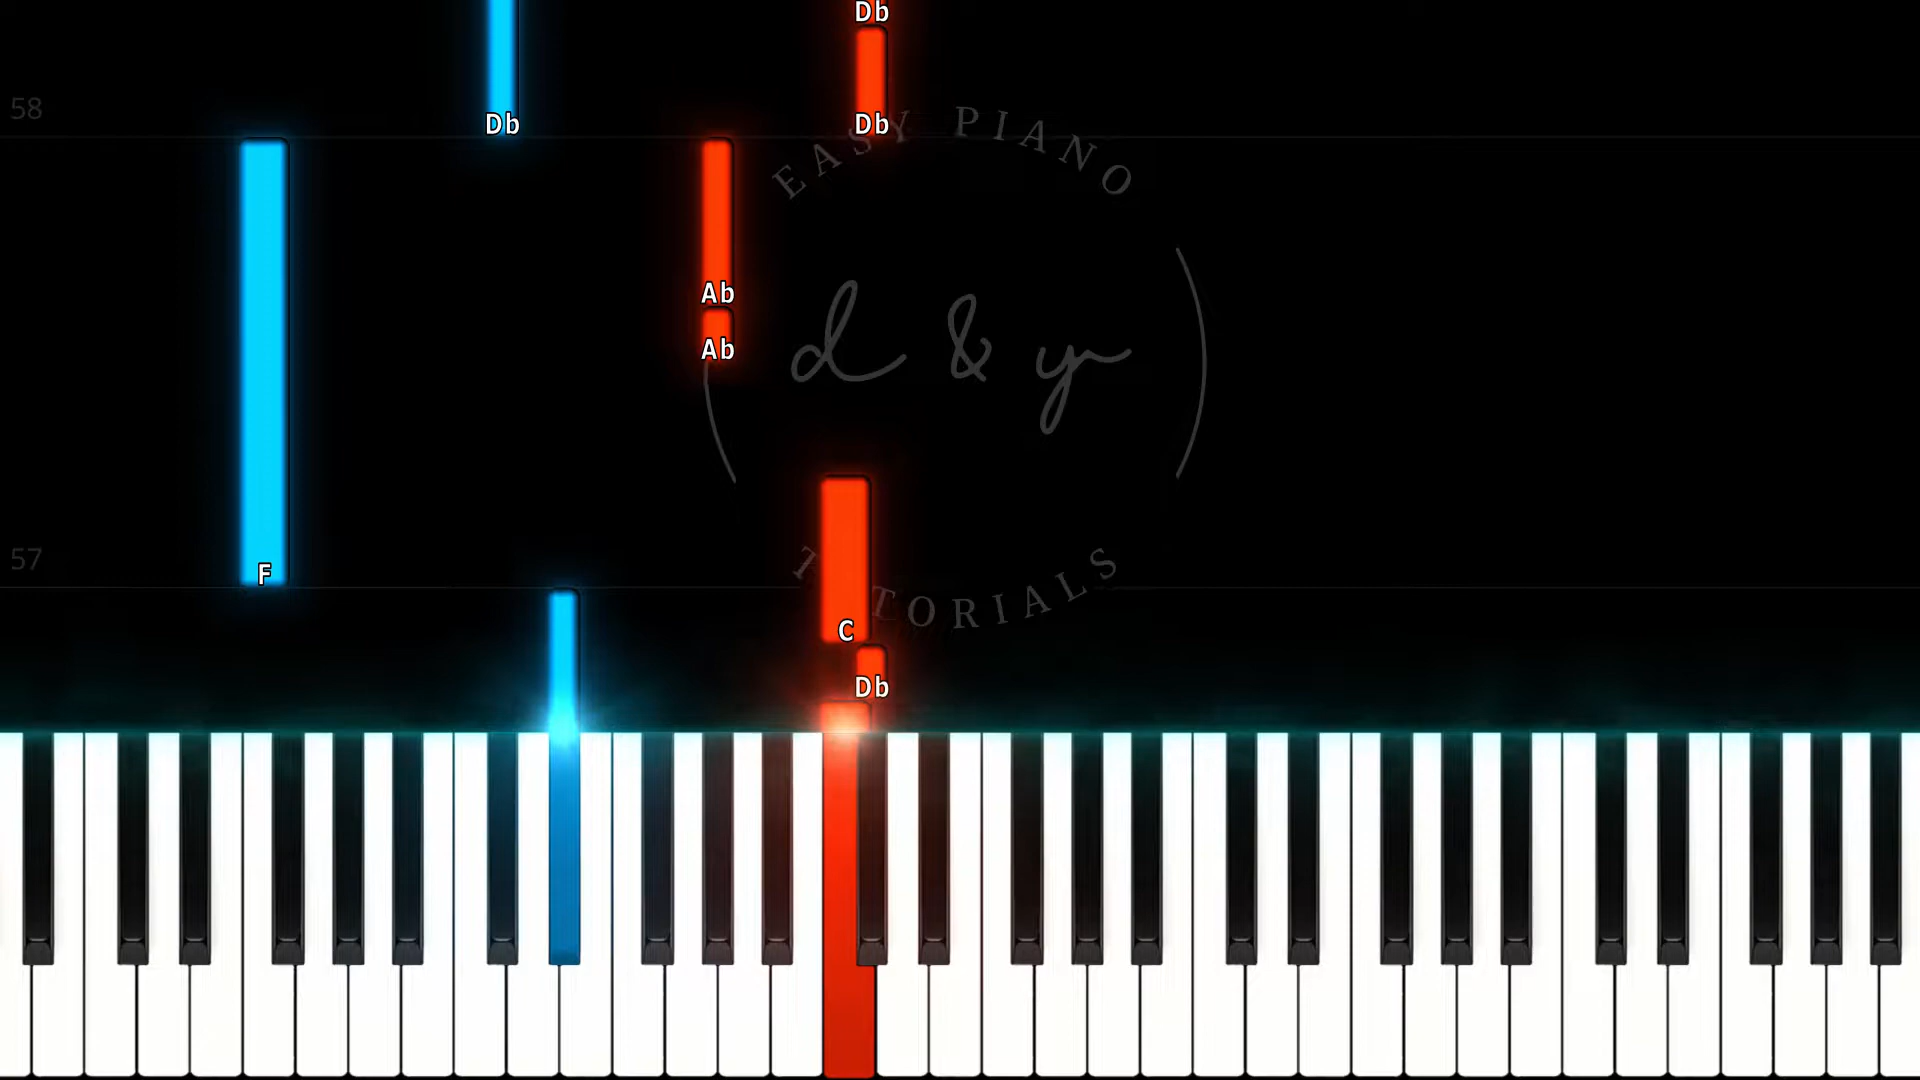 Db
Db
58
Db
EASY PIANO
Ab
d & y
Ab
57
F
TORIALS
C
Db